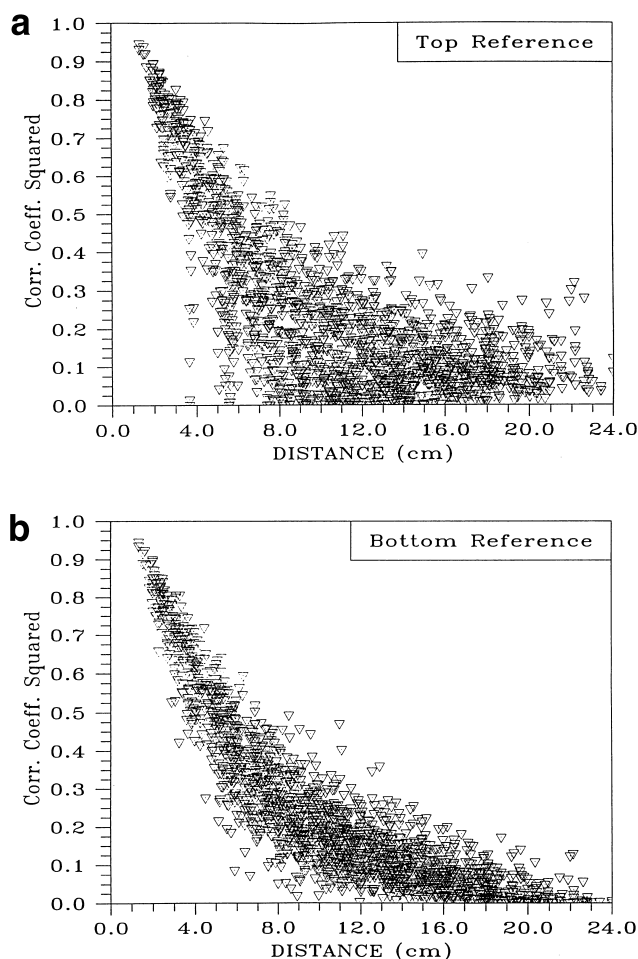 a
Top Reference
Corr. Coeff. Squared
1.0
0.9
0.8
0.7
0.6
0.5
0.4
0.3
0.2
0.1
0.0
0.0 4.0 8.0 12.0 16.0 20.0 24.0
DISTANCE (cm)
b
Bottom Reference
Corr. Coeff. Squared
1.0
0.9
0.8
0.7
0.6
0.5
0.4
0.3
0.2
0.1
0.0
0.0 4.0 8.0 12.0 16.0 20.0 24.0
DISTANCE (cm)